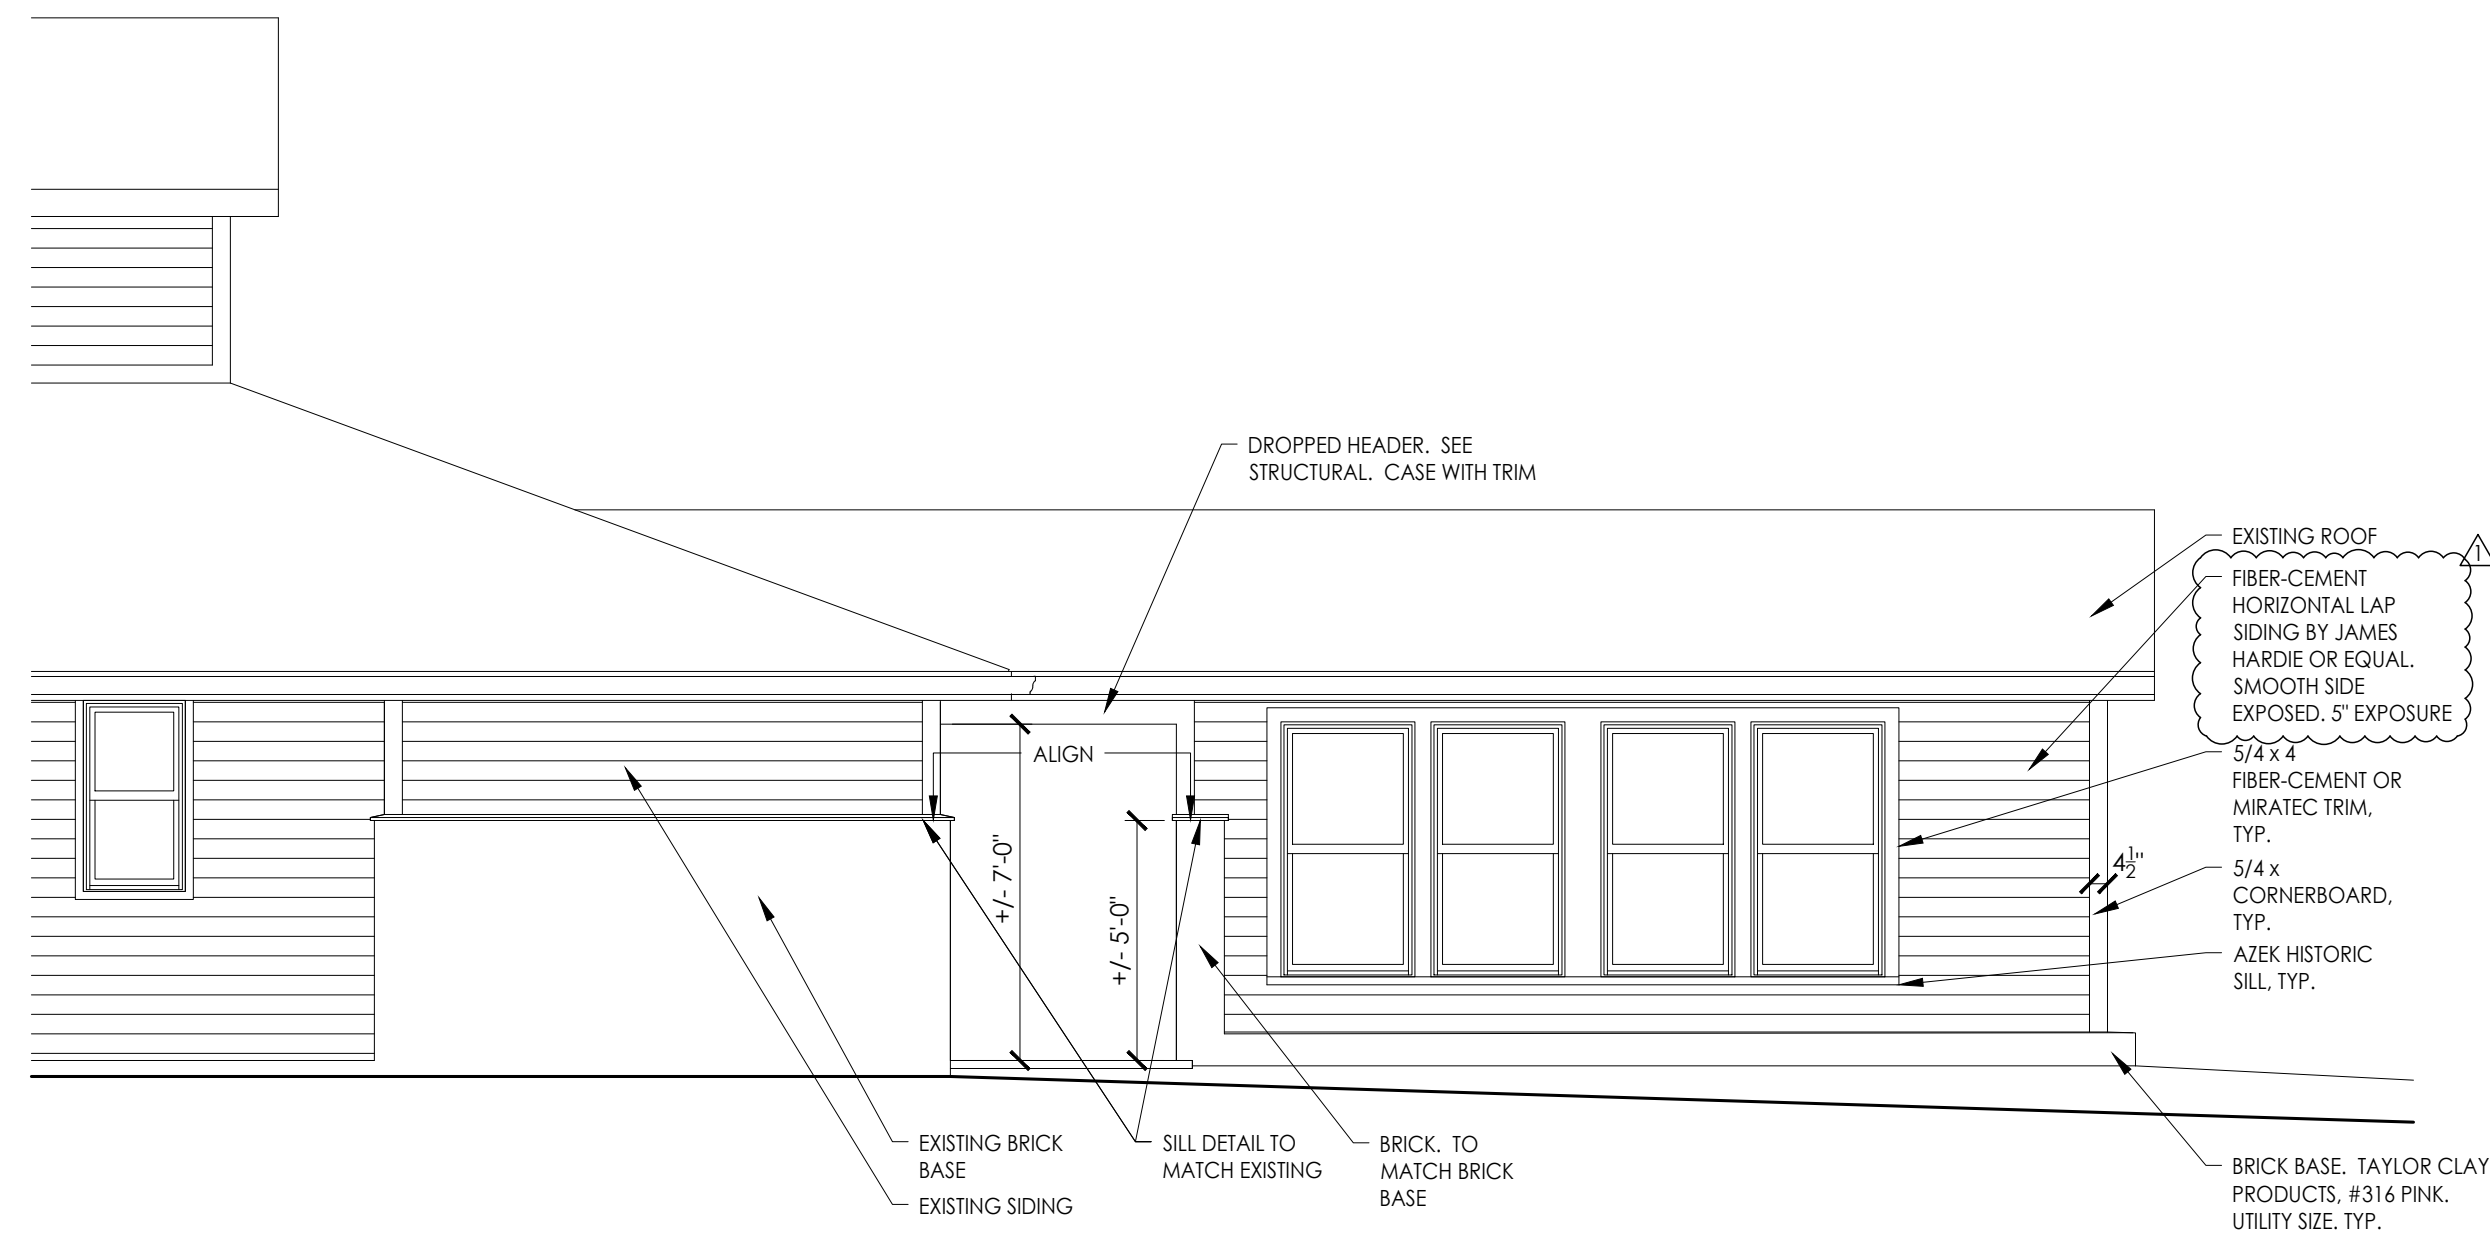 DROPPED HEADER. SEE
STRUCTURAL. CASE WITH TRIM
EXISTING ROOF
1
FIBER-CEMENT
HORIZONTAL LAP
SIDING BY JAMES
HARDIE OR EQUAL.
SMOOTH SIDE
EXPOSED. 5" EXPOSURE
5/4 x 4
FIBER-CEMENT OR
MIRATEC TRIM,
TYP.
ALIGN
+/- 7'-0"
+/- 5'-0"
4½"
5/4 x
CORNERBOARD,
TYP.
AZEK HISTORIC
SILL, TYP.
EXISTING BRICK
BASE
EXISTING SIDING
SILL DETAIL TO
MATCH EXISTING
BRICK. TO
MATCH BRICK
BASE
BRICK BASE. TAYLOR CLAY
PRODUCTS, #316 PINK.
UTILITY SIZE. TYP.